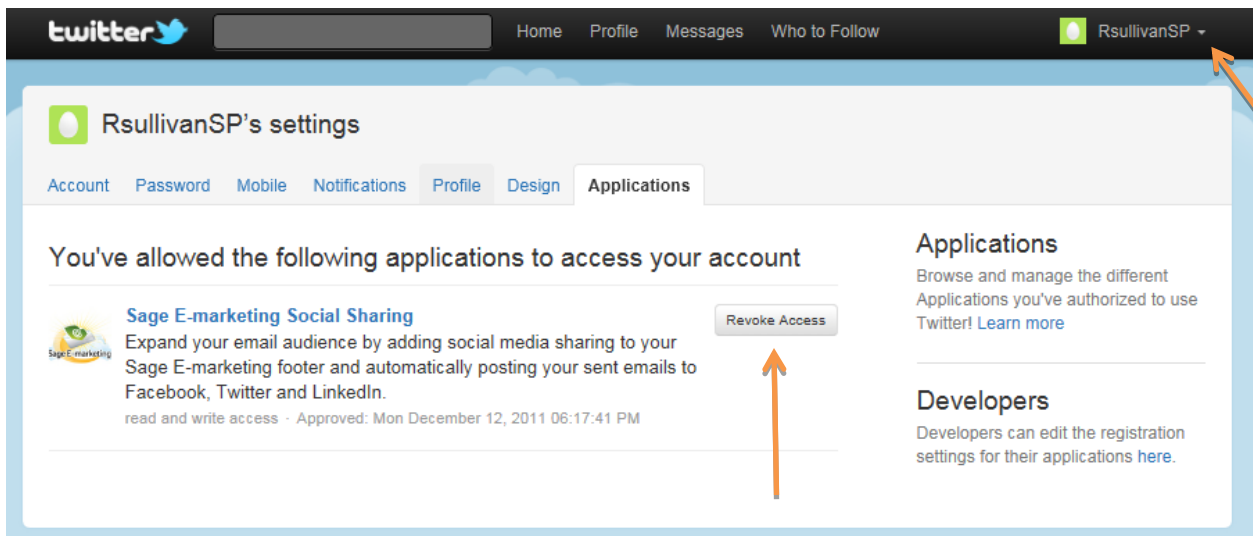 twitter Home Profile Messages Who to Follow RsullivanSP
RsullivanSP's settings
Account Password Mobile Notifications Profile Design Applications
You've allowed the following applications to access your account
Sage E-marketing
Sage E-marketing Social Sharing
Expand your email audience by adding social media sharing to your
Sage E-marketing footer and automatically posting your sent emails to
Facebook, Twitter and LinkedIn.
read and write access · Approved: Mon December 12, 2011 06:17:41 PM
Revoke Access
Applications
Browse and manage the different
Applications you've authorized to use
Twitter! Learn more
Developers
Developers can edit the registration
settings for their applications here.